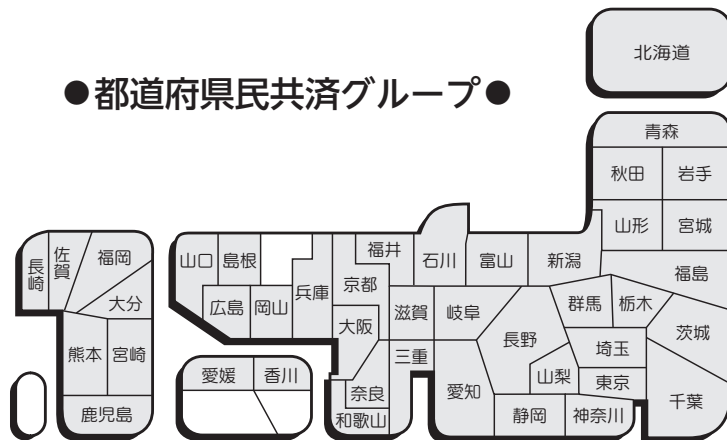 北海道
●都道府県民共済グループ●
青森
秋田 岩手
山形 宮城
福島
長崎 佐賀 福岡
大分
熊本 宮崎
鹿児島
山口 島根
広島 岡山 兵庫
京都 福井 石川 富山 新潟
大阪 滋賀 岐阜
三重
奈良
和歌山
愛媛 香川
長野
愛知
山梨
静岡 神奈川
群馬 栃木
埼玉
東京
茨城
千葉